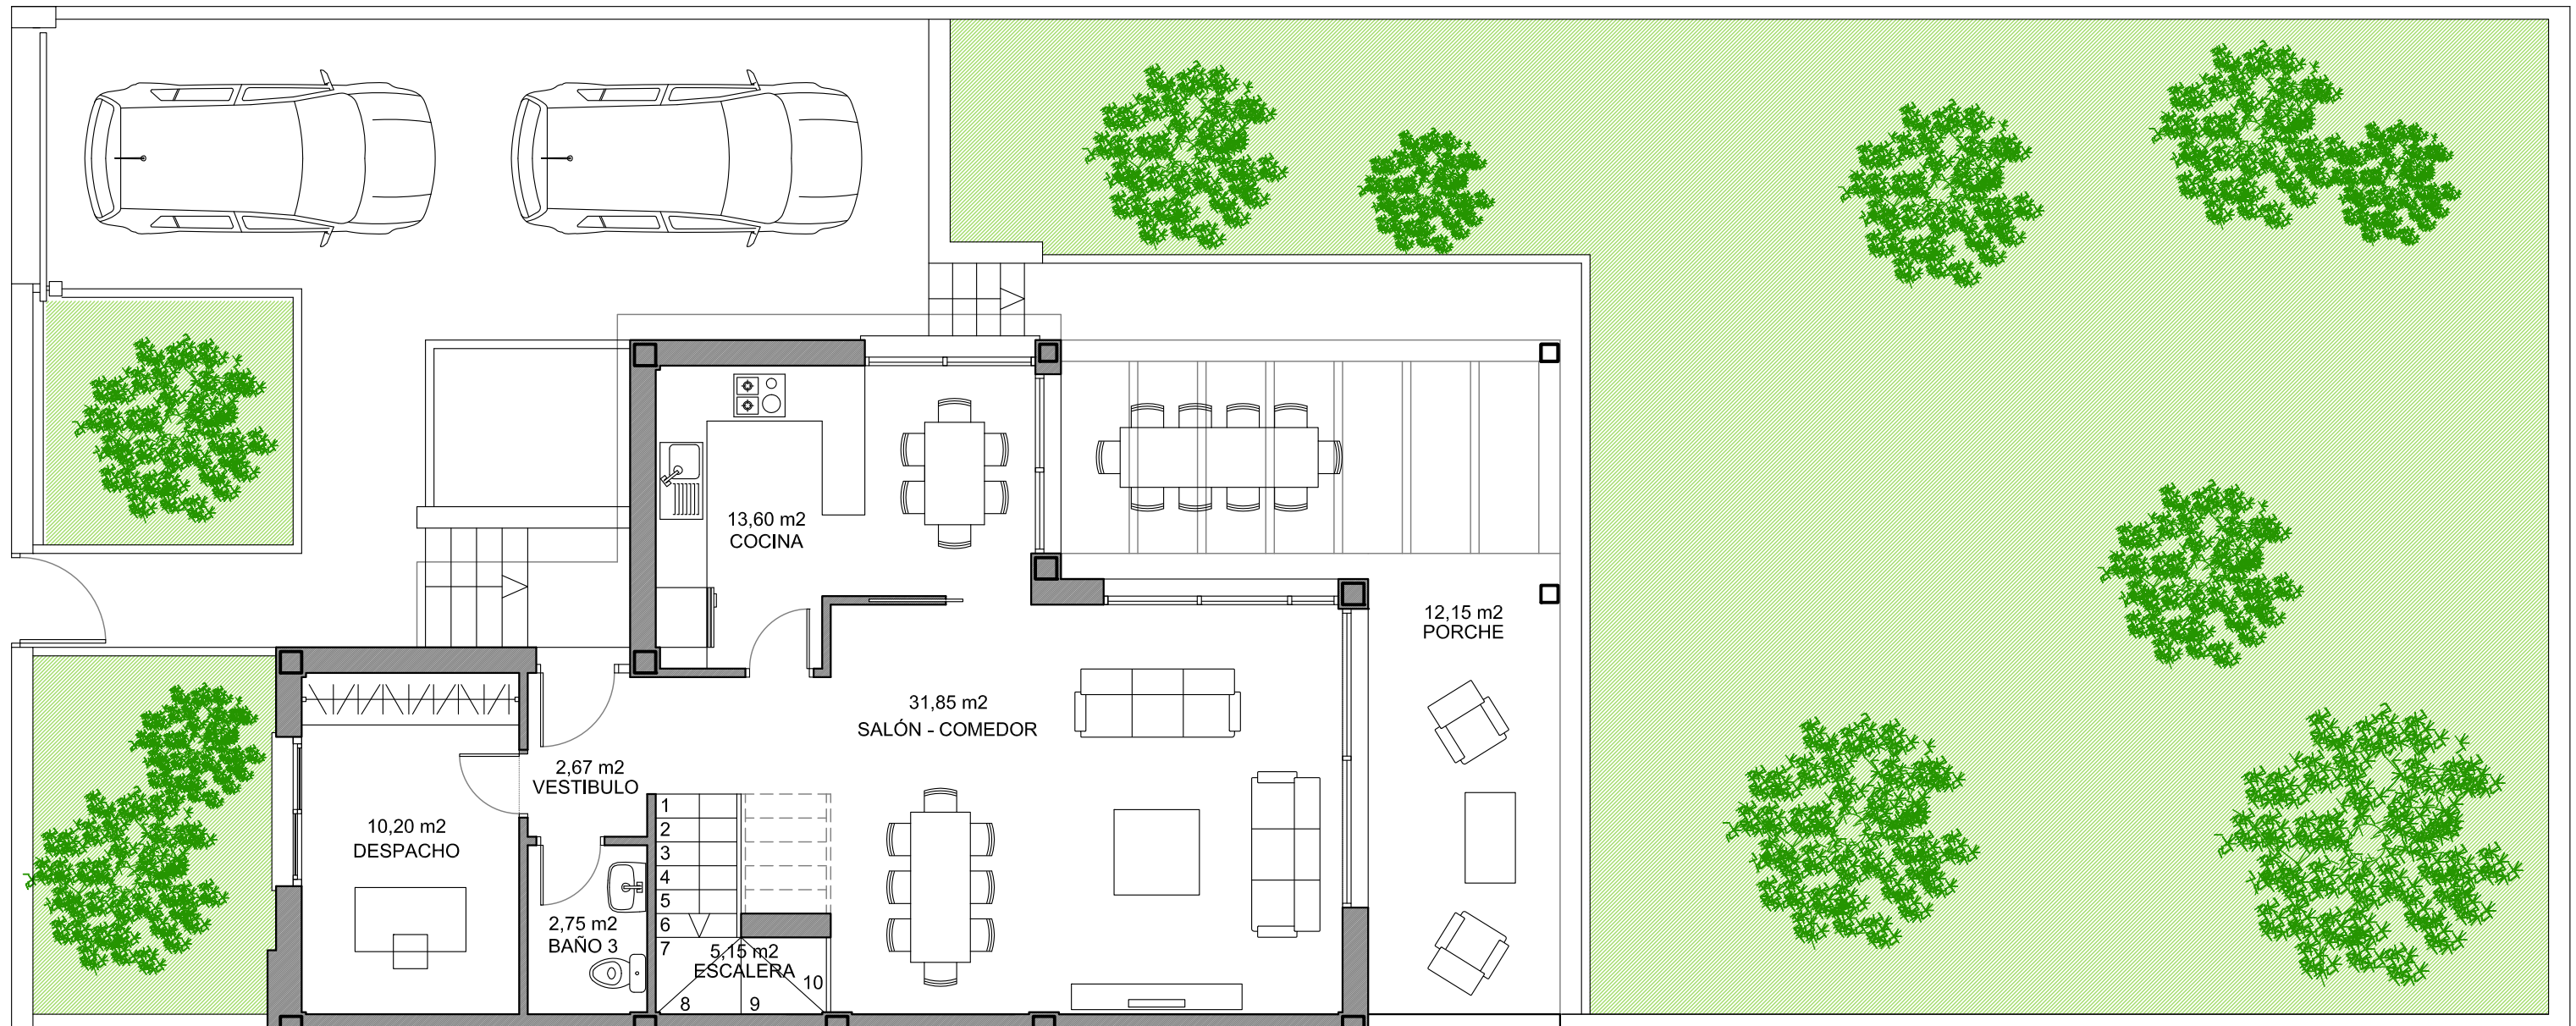 13,60 m2
COCINA
12,15 m2
PORCHE
31,85 m2
SALÓN - COMEDOR
2,67 m2
VESTIBULO
10,20 m2
DESPACHO
2,75 m2
BAÑO 3
1
2
3
4
5
6
7
5,15 m2
ESCALERA
8
9
10